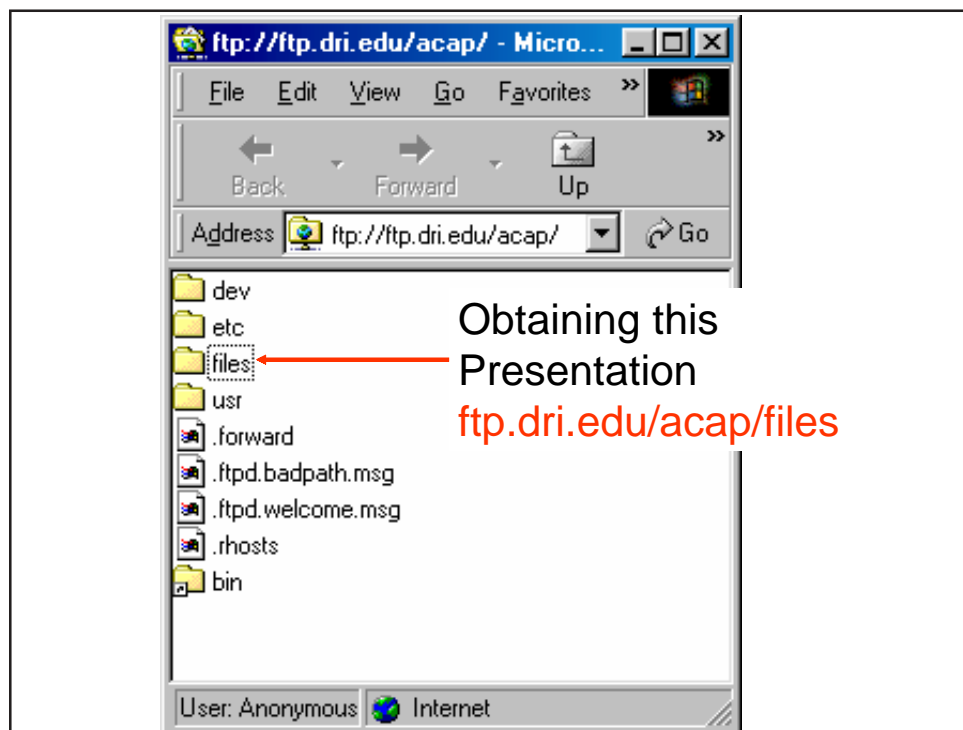 ftp://ftp.dri.edu/acap/ - Micro...
File Edit View Go Favorites »
Back Forward Up »
Address ftp://ftp.dri.edu/acap/ Go
dev
etc
files
usr
.forward
.ftpd.badpath.msg
.ftpd.welcome.msg
.rhosts
bin
Obtaining this
Presentation
ftp.dri.edu/acap/files
User: Anonymous Internet